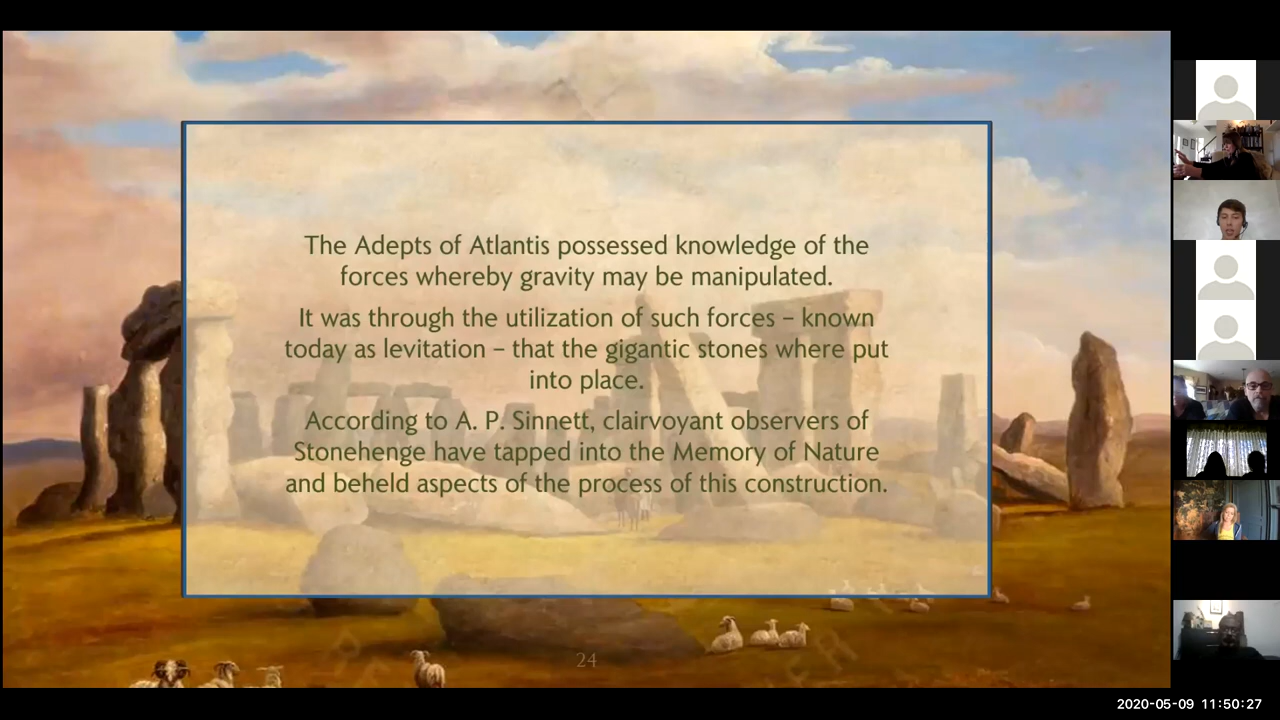 The Adepts of Atlantis possessed knowledge of the
forces whereby gravity may be manipulated.
It was through the utilization of such forces – known
today as levitation – that the gigantic stones where put
into place.
According to A. P. Sinnett, clairvoyant observers of
Stonehenge have tapped into the Memory of Nature
and beheld aspects of the process of this construction.
24
2020-05-09 11:50:27